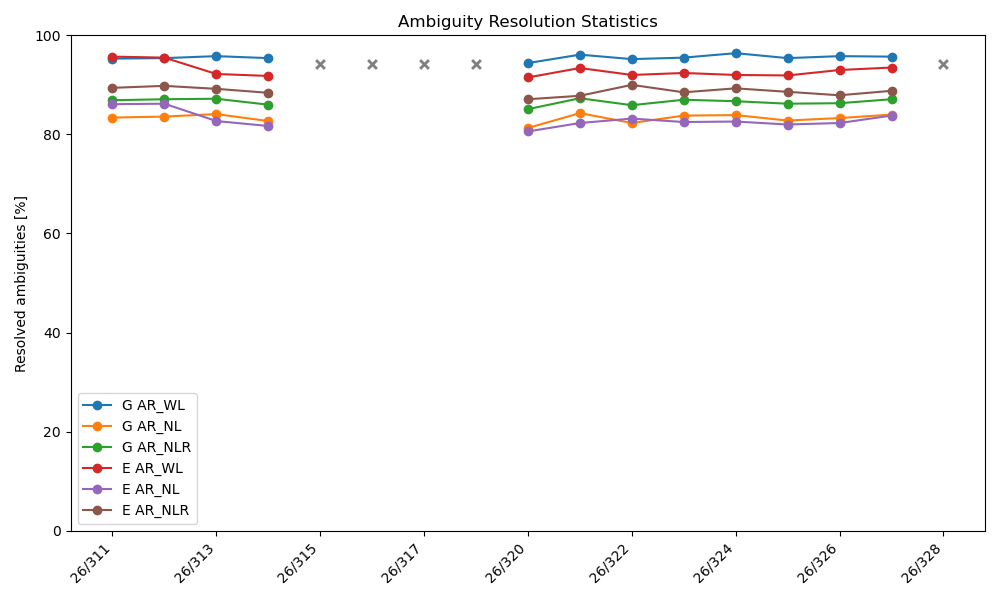 Ambiguity Resolution Statistics
Resolved ambiguities [%]
100
80
60
40
20
0
G AR_WL
G AR_NL
G AR_NLR
E AR_WL
E AR_NL
E AR_NLR
26/311
26/313
26/315
26/317
26/320
26/322
26/324
26/326
26/328